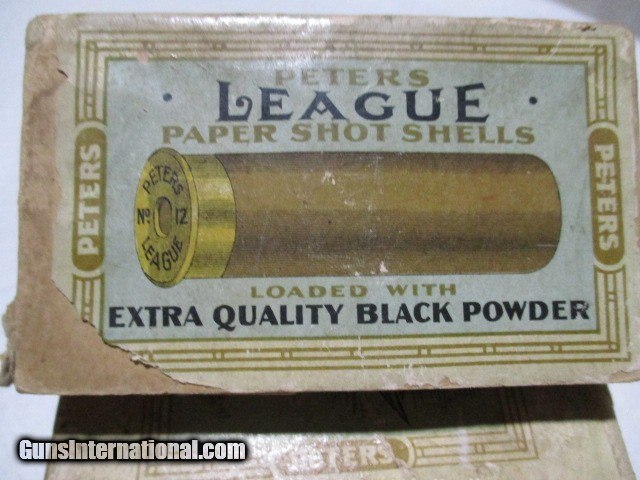 PETERS
· LEAGUE ·
PAPER SHOT SHELLS
PETERS
PETERS
No 12
LEAGUE
PETERS
LOADED WITH
EXTRA QUALITY BLACK POWDER
PETERS
GunsInternational.com